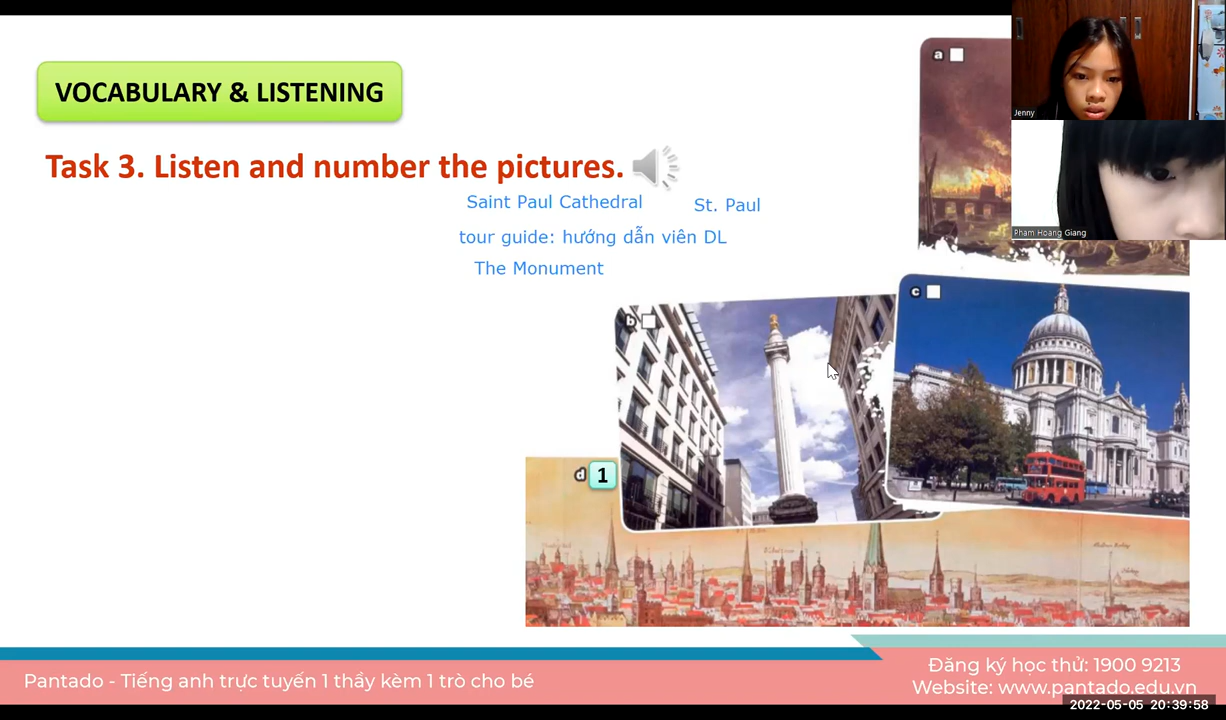 VOCABULARY & LISTENING
Task 3. Listen and number the pictures.
Saint Paul Cathedral
St. Paul
tour guide: hướng dẫn viên DL
The Monument
a
b
c
d
1
Jenny
Pham Hoang Giang
Pantado - Tiếng anh trực tuyến 1 thầy kèm 1 trò cho bé
Đăng ký học thử: 1900 9213
Website: www.pantado.edu.vn
2022-05-05 20:39:58